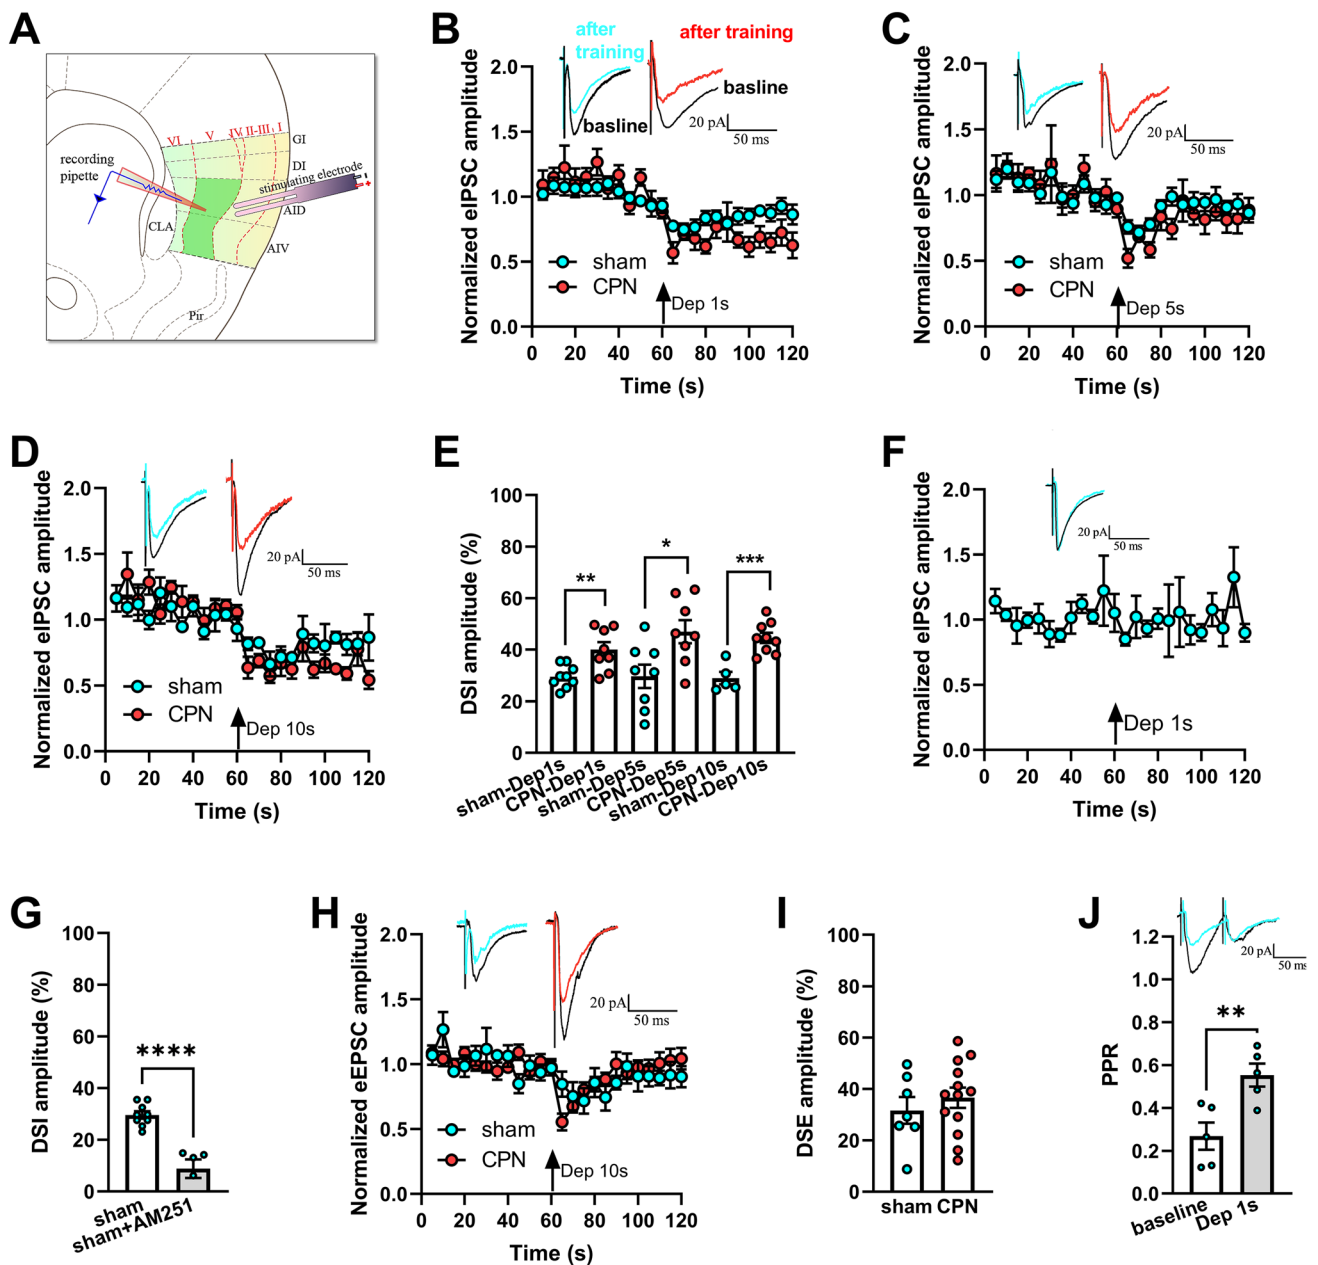 A
VI
V
IV
II-III
I
GI
DI
recording
pipette
stimulating electrode
- +
AID
CLA
AIV
Pir
B
after
training
after training
basline
basline
20 pA
50 ms
Normalized eIPSC amplitude
2.0
1.5
1.0
0.5
0.0
sham
CPN
Dep 1s
0 20 40 60 80 100 120
Time (s)
C
20 pA
50 ms
Normalized eIPSC amplitude
2.0
1.5
1.0
0.5
0.0
sham
CPN
Dep 5s
0 20 40 60 80 100 120
Time (s)
D
20 pA
50 ms
Normalized eIPSC amplitude
2.0
1.5
1.0
0.5
0.0
sham
CPN
Dep 10s
0 20 40 60 80 100 120
Time (s)
E
DSI amplitude (%)
100
80
60
40
20
0
**
*
***
sham-Dep1s
CPN-Dep1s
sham-Dep5s
CPN-Dep5s
sham-Dep10s
CPN-Dep10s
F
20 pA
50 ms
Normalized eIPSC amplitude
2.0
1.5
1.0
0.5
0.0
Dep 1s
0 20 40 60 80 100 120
Time (s)
G
DSI amplitude (%)
100
80
60
40
20
0
****
sham
sham+AM251
H
20 pA
50 ms
Normalized eEPSC amplitude
2.0
1.5
1.0
0.5
0.0
sham
CPN
Dep 10s
0 20 40 60 80 100 120
Time (s)
I
DSE amplitude (%)
100
80
60
40
20
0
sham CPN
J
20 pA
50 ms
PPR
1.2
0.8
0.6
0.4
0.2
0.0
**
baseline
Dep 1s